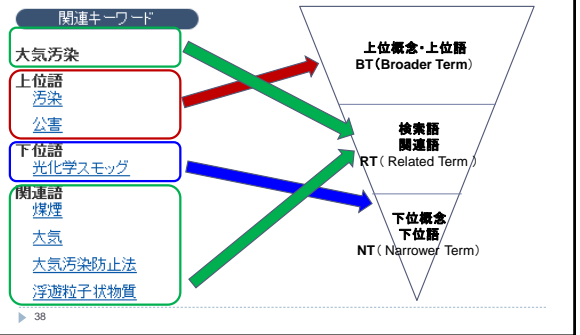 関連キーワード
大気汚染
上位語
汚染
公害
下位語
光化学スモッグ
関連語
煤煙
大気
大気汚染防止法
浮遊粒子状物質
上位概念・上位語
BT(Broader Term)
検索語
関連語
RT( Related Term )
下位概念
下位語
NT( Narrower Term)
38